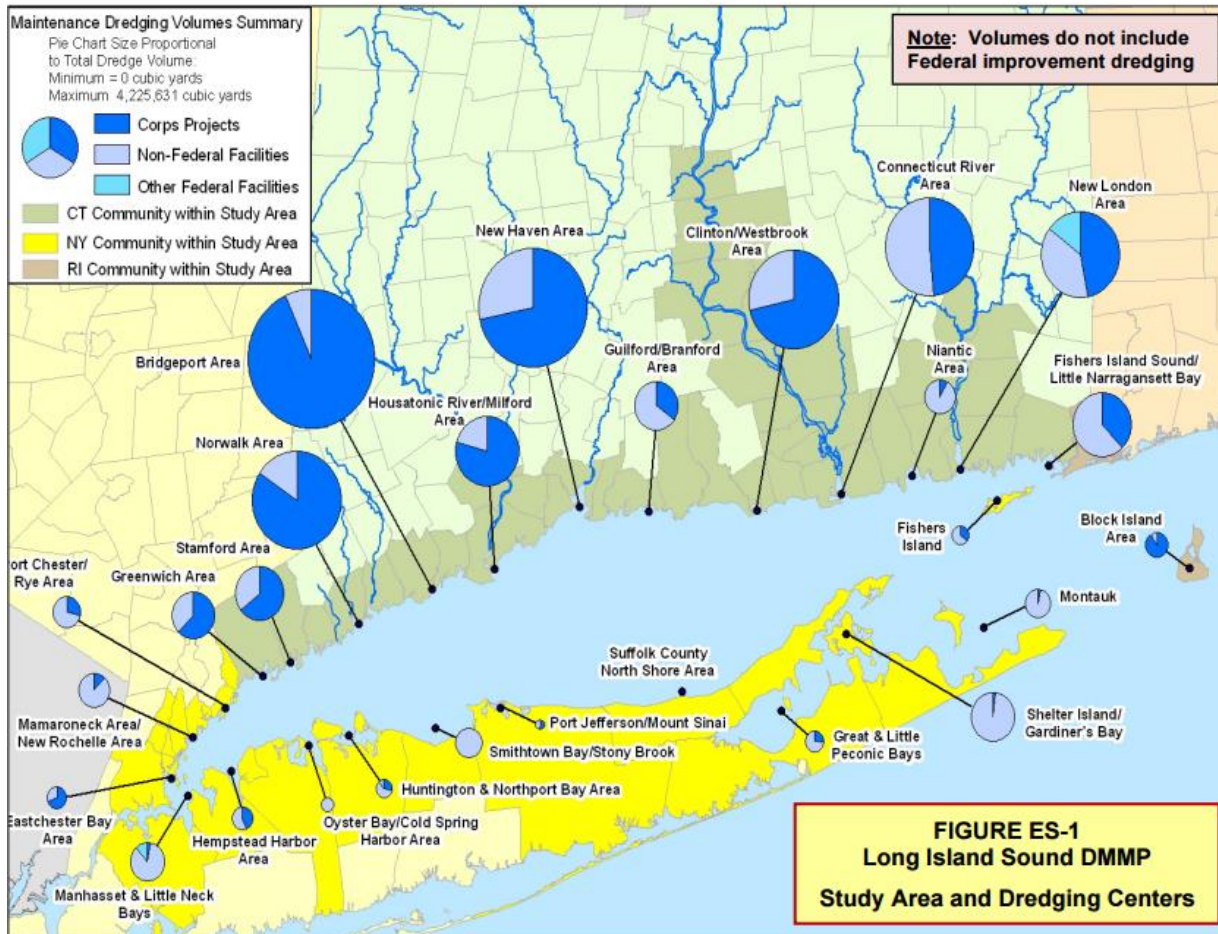 Maintenance Dredging Volumes Summary
Pie Chart Size Proportional
to Total Dredge Volume:
Minimum = 0 cubic yards
Maximum 4,225,631 cubic yards
Corps Projects
Non-Federal Facilities
Other Federal Facilities
CT Community within Study Area
NY Community within Study Area
RI Community within Study Area
Note: Volumes do not include
Federal improvement dredging
Connecticut River
Area
New London
Area
New Haven Area
Clinton/Westbrook
Area
Bridgeport Area
Guilford/Branford
Area
Niantic
Area
Fishers Island Sound/
Little Narragansett Bay
Housatonic River/Milford
Area
Norwalk Area
Stamford Area
Greenwich Area
ort Chester/
Rye Area
Fishers
Island
Block Island
Area
Montauk
Suffolk County
North Shore Area
Mamaroneck Area/
New Rochelle Area
Port Jefferson/Mount Sinai
Smithtown Bay/Stony Brook
Great & Little
Peconic Bays
Shelter Island/
Gardiner's Bay
Huntington & Northport Bay Area
Eastchester Bay
Area
Hempstead Harbor
Area
Oyster Bay/Cold Spring
Harbor Area
Manhasset & Little Neck
Bays
FIGURE ES-1
Long Island Sound DMMP
Study Area and Dredging Centers